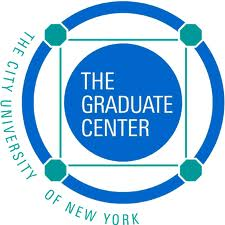 THE
GRADUATE
CENTER
THE CITY UNIVERSITY
OF NEW YORK